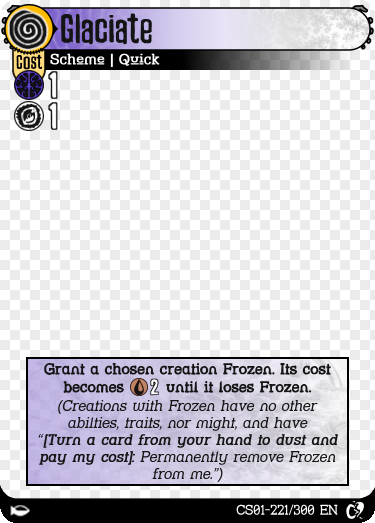 Glaciate
COST
Scheme | Quick
1
1
Grant a chosen creation Frozen. Its cost
becomes 2 until it loses Frozen.
(Creations with Frozen have no other
abilties, traits, nor might, and have
“[Turn a card from your hand to dust and
pay my cost]: Permanently remove Frozen
from me.”)
CS01-221/300 EN